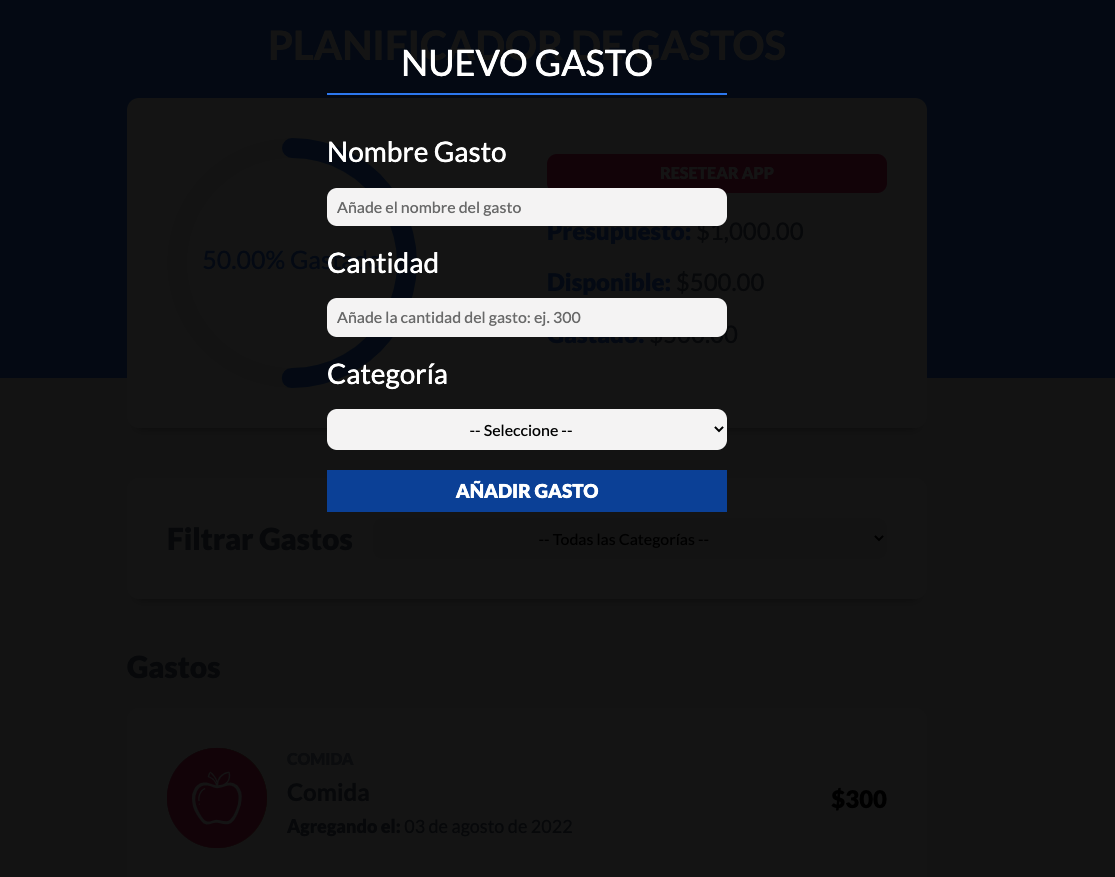 PLANIFICADOR DE GASTOS
NUEVO GASTO
Nombre Gasto
RESETEAR APP
Añade el nombre del gasto
Presupuesto: $1,000.00
50.00% Gas
Cantidad
Disponible: $500.00
Añade la cantidad del gasto: ej. 300
Gastado: $500.00
Categoría
-- Seleccione --
AÑADIR GASTO
Filtrar Gastos
-- Todas las Categorías --
Gastos
COMIDA
Comida
$300
Agregando el: 03 de agosto de 2022